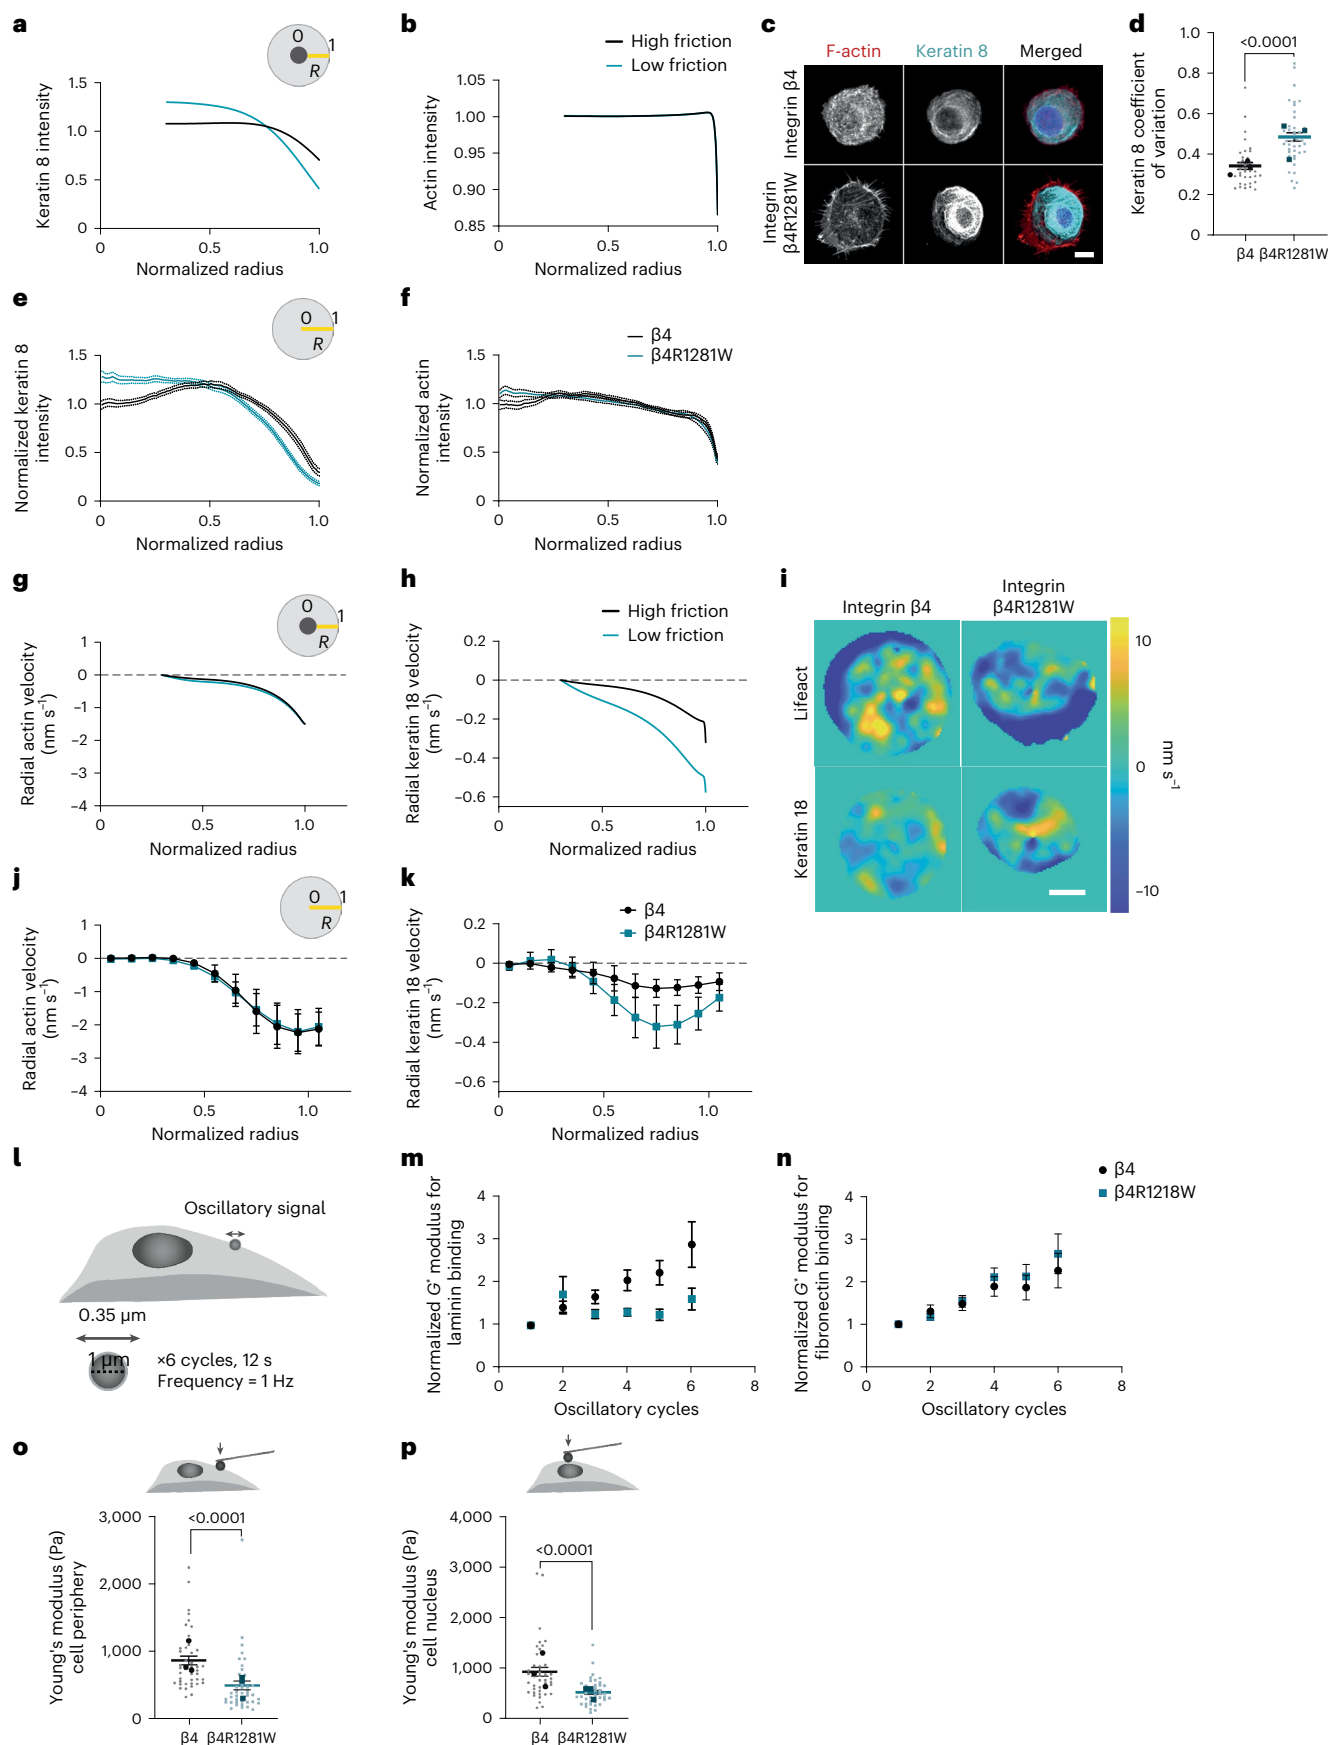 a
0
1
R
Keratin 8 intensity
1.5
1.0
0.5
0
0
0.5
1.0
Normalized radius
b
High friction
Low friction
Actin intensity
1.05
1.00
0.95
0.90
0.85
0
0.5
1.0
Normalized radius
c
F-actin
Keratin 8
Merged
Integrin β4
Integrin
β4R1281W
d
<0.0001
Keratin 8 coefficient
of variation
1.0
0.8
0.6
0.4
0.2
0
β4 β4R1281W
e
0
1
R
Normalized keratin 8
intensity
1.5
1.0
0.5
0
0
0.5
1.0
Normalized radius
f
β4
β4R1281W
Normalized actin
intensity
1.5
1.0
0.5
0
0
0.5
1.0
Normalized radius
g
0
1
R
Radial actin velocity
(nm s⁻¹)
1
0
–1
–2
–3
–4
0
0.5
1.0
Normalized radius
h
High friction
Low friction
Radial keratin 18 velocity
(nm s⁻¹)
0.2
0
–0.2
–0.4
–0.6
0
0.5
1.0
Normalized radius
i
Integrin β4
Integrin
β4R1281W
Lifeact
Keratin 18
10
0
–10
nm s⁻¹
j
0
1
R
Radial actin velocity
(nm s⁻¹)
1
0
–1
–2
–3
–4
0
0.5
1.0
Normalized radius
k
β4
β4R1281W
Radial keratin 18 velocity
(nm s⁻¹)
0.2
0
–0.2
–0.4
–0.6
0
0.5
1.0
Normalized radius
l
Oscillatory signal
0.35 µm
1 µm
×6 cycles, 12 s
Frequency = 1 Hz
m
Normalized G* modulus for
laminin binding
4
3
2
1
0
0
2
4
6
8
Oscillatory cycles
n
β4
β4R1218W
Normalized G* modulus for
fibronectin binding
4
3
2
1
0
0
2
4
6
8
Oscillatory cycles
o
Young's modulus (Pa)
cell periphery
3,000
2,000
1,000
0
<0.0001
β4 β4R1281W
p
Young's modulus (Pa)
cell nucleus
4,000
3,000
2,000
1,000
0
<0.0001
β4 β4R1281W